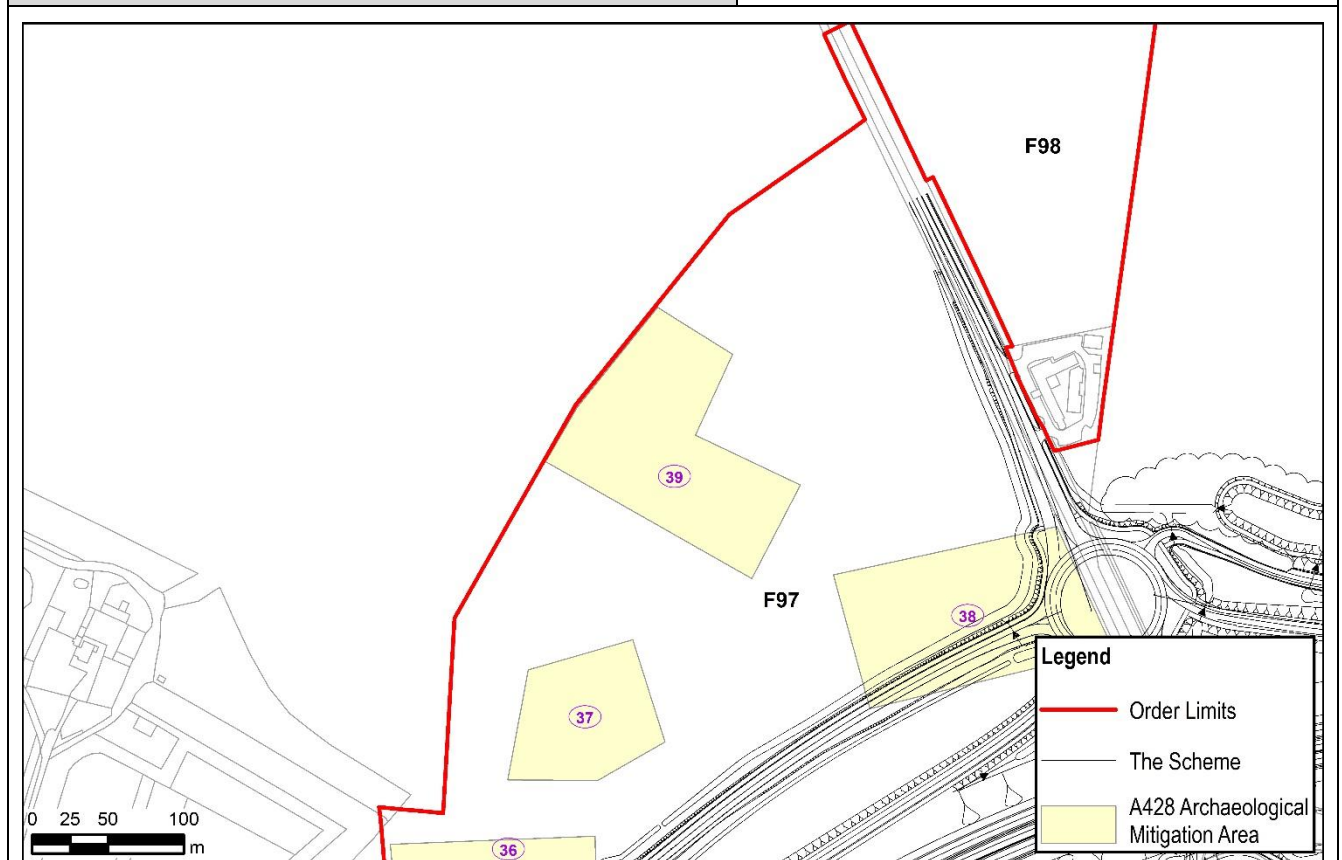 F98
39
F97
38
37
36
Legend
Order Limits
The Scheme
A428 Archaeological
Mitigation Area
0 25 50 100
m